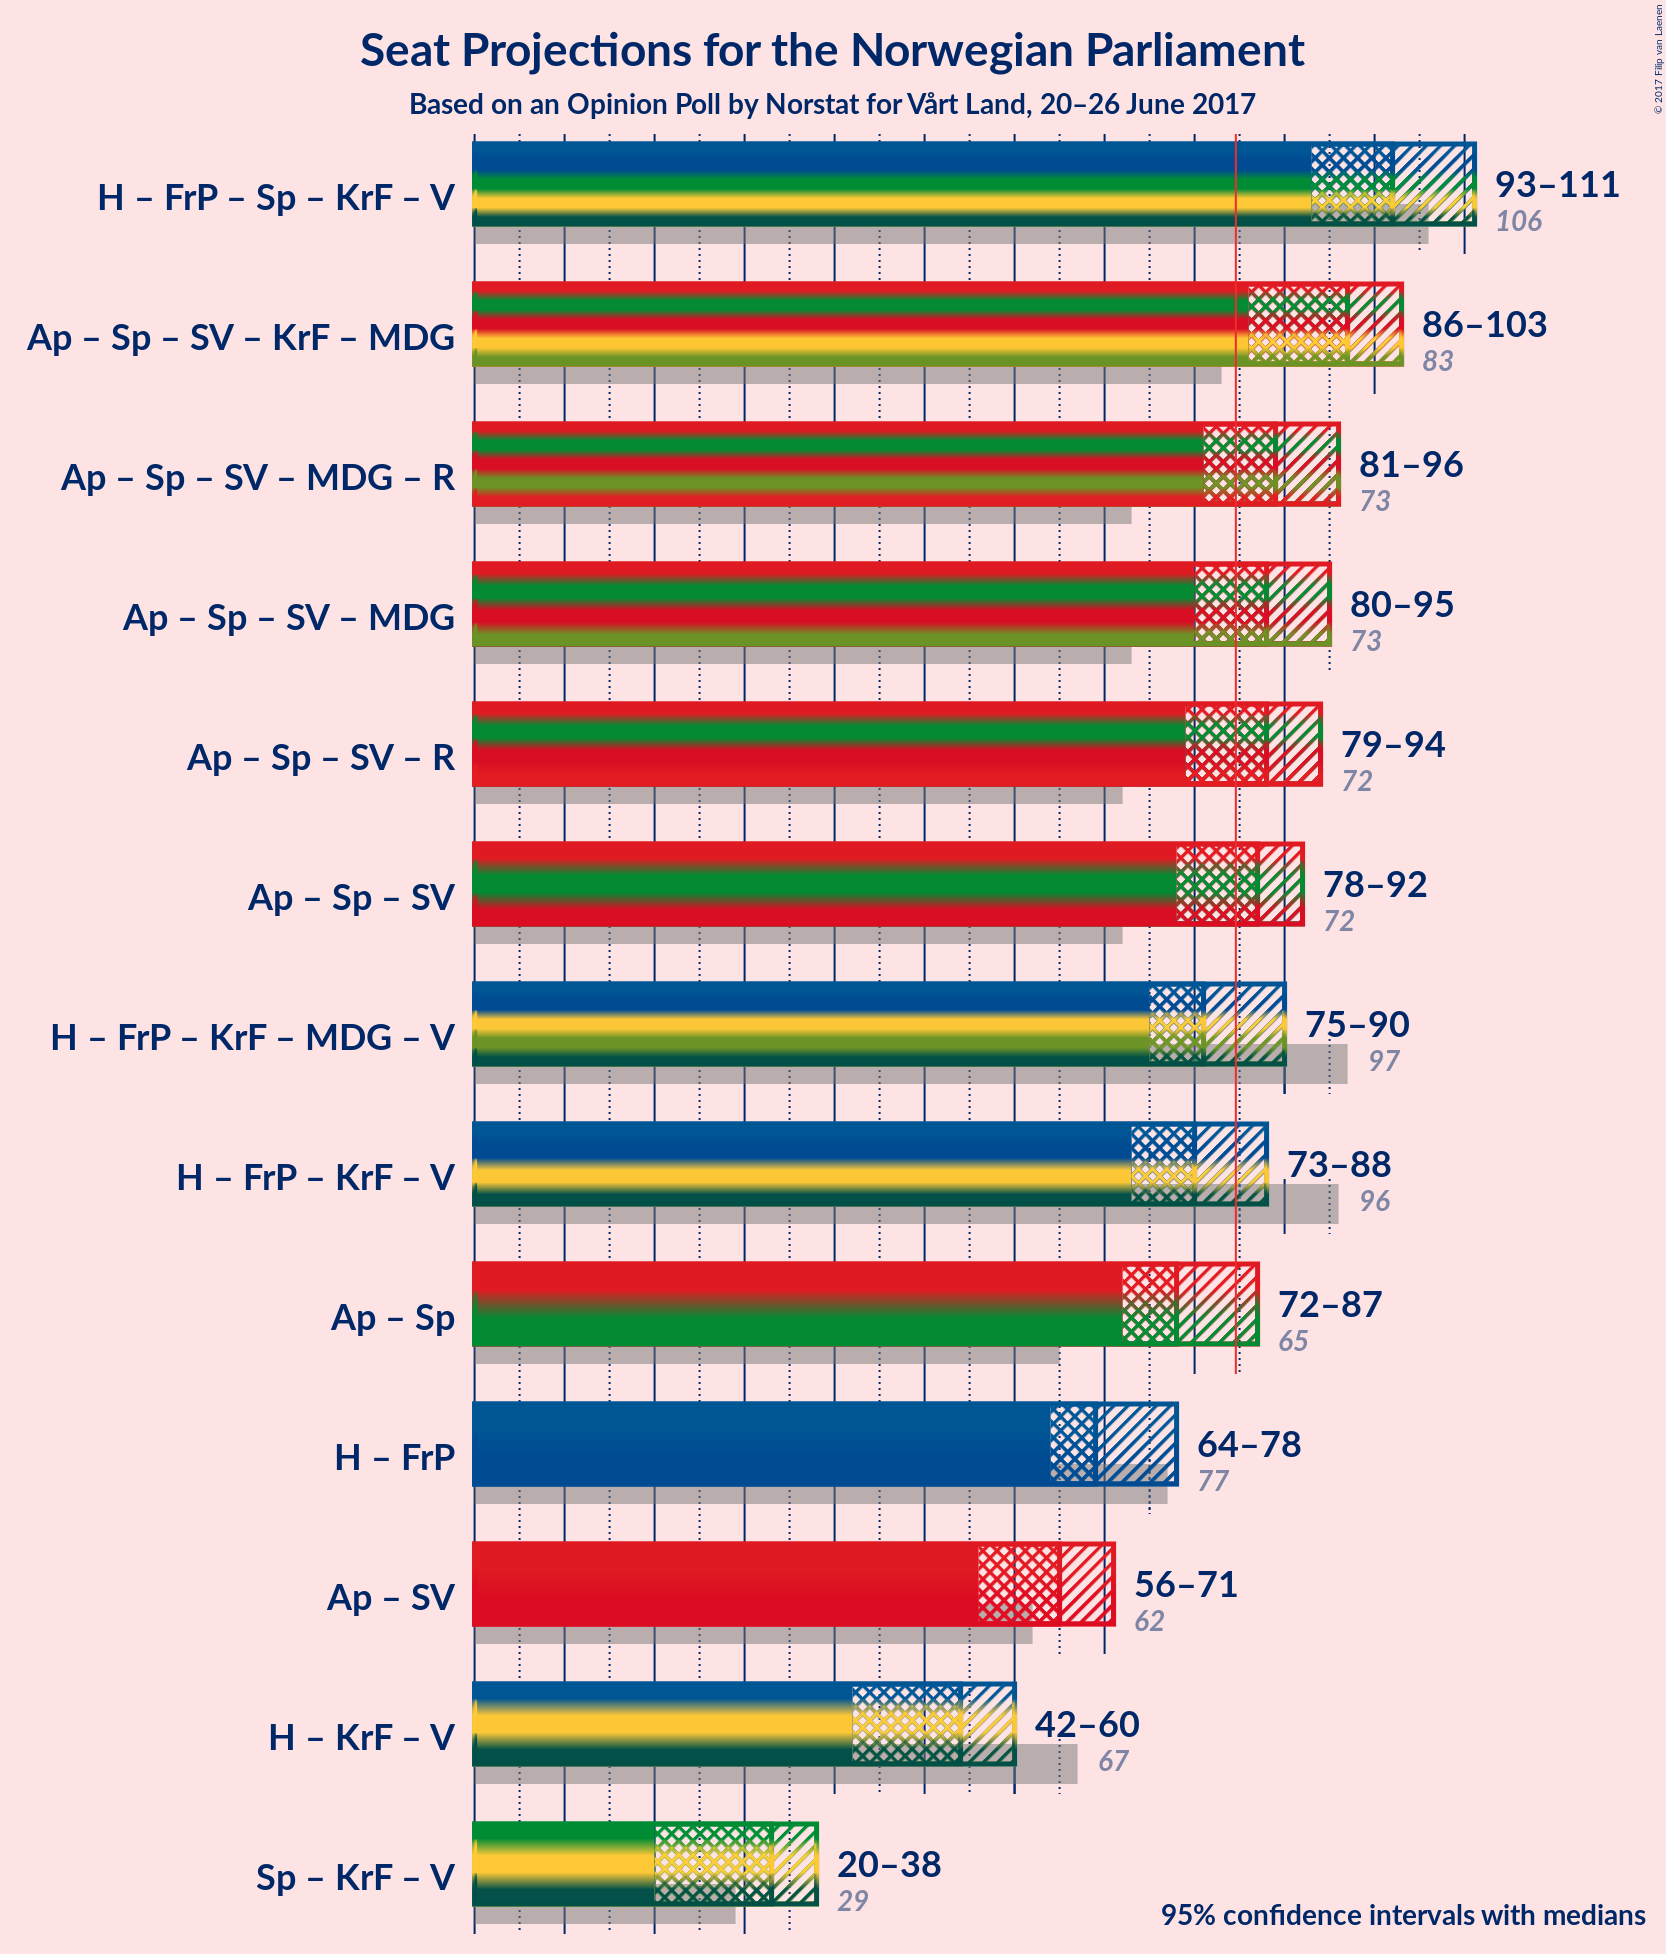 Seat Projections for the Norwegian Parliament
Based on an Opinion Poll by Norstat for Vårt Land, 20–26 June 2017
© 2017 Filip van Laenen
H – FrP – Sp – KrF – V
93–111
106
Ap – Sp – SV – KrF – MDG
86–103
83
Ap – Sp – SV – MDG – R
81–96
73
Ap – Sp – SV – MDG
80–95
73
Ap – Sp – SV – R
79–94
72
Ap – Sp – SV
78–92
72
H – FrP – KrF – MDG – V
75–90
97
H – FrP – KrF – V
73–88
96
Ap – Sp
72–87
65
H – FrP
64–78
77
Ap – SV
56–71
62
H – KrF – V
42–60
67
Sp – KrF – V
20–38
29
95% confidence intervals with medians